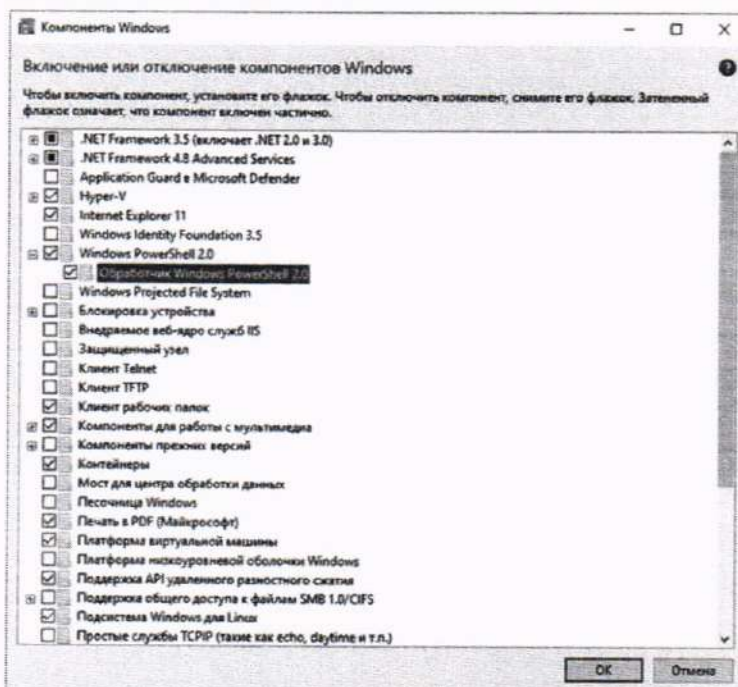 Компоненты Windows
Включение или отключение компонентов Windows
Чтобы включить компонент, установите его флажок. Чтобы отключить компонент, снимите его флажок. Затененный
флажок означает, что компонент включен частично.
.NET Framework 3.5 (включает .NET 2.0 и 3.0)
.NET Framework 4.8 Advanced Services
Application Guard в Microsoft Defender
Hyper-V
Internet Explorer 11
Windows Identity Foundation 3.5
Windows PowerShell 2.0
Обработчик Windows PowerShell 2.0
Windows Projected File System
Блокировка устройства
Внедряемое веб-ядро служб IIS
Защищенный узел
Клиент Telnet
Клиент TFTP
Клиент рабочих папок
Компоненты для работы с мультимедиа
Компоненты прежних версий
Контейнеры
Мост для центра обработки данных
Песочница Windows
Печать в PDF (Майкрософт)
Платформа виртуальной машины
Платформа низкоуровневой оболочки Windows
Поддержка API удаленного разностного сжатия
Поддержка общего доступа к файлам SMB 1.0/CIFS
Подсистема Windows для Linux
Простые службы TCPIP (такие как echo, daytime и т.п.)
ОК
Отмена